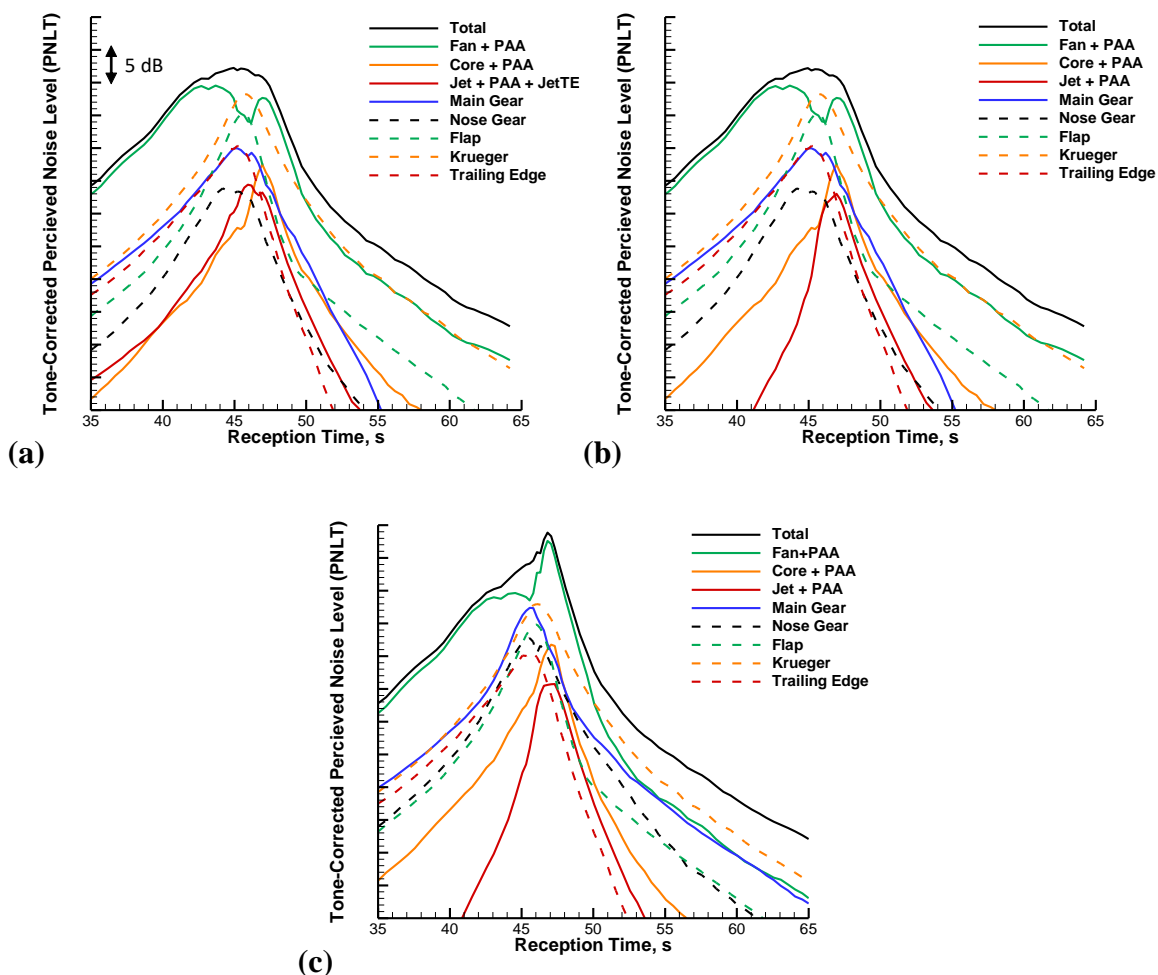 Tone-Corrected Percieved Noise Level (PNLT)
5 dB
Total
Fan + PAA
Core + PAA
Jet + PAA + JetTE
Main Gear
Nose Gear
Flap
Krueger
Trailing Edge
35 40 45 50 55 60 65
Reception Time, s
(a)
Tone-Corrected Percieved Noise Level (PNLT)
Total
Fan + PAA
Core + PAA
Jet + PAA
Main Gear
Nose Gear
Flap
Krueger
Trailing Edge
35 40 45 50 55 60 65
Reception Time, s
(b)
Tone-Corrected Percieved Noise Level (PNLT)
Total
Fan+PAA
Core + PAA
Jet + PAA
Main Gear
Nose Gear
Flap
Krueger
Trailing Edge
35 40 45 50 55 60 65
Reception Time, s
(c)